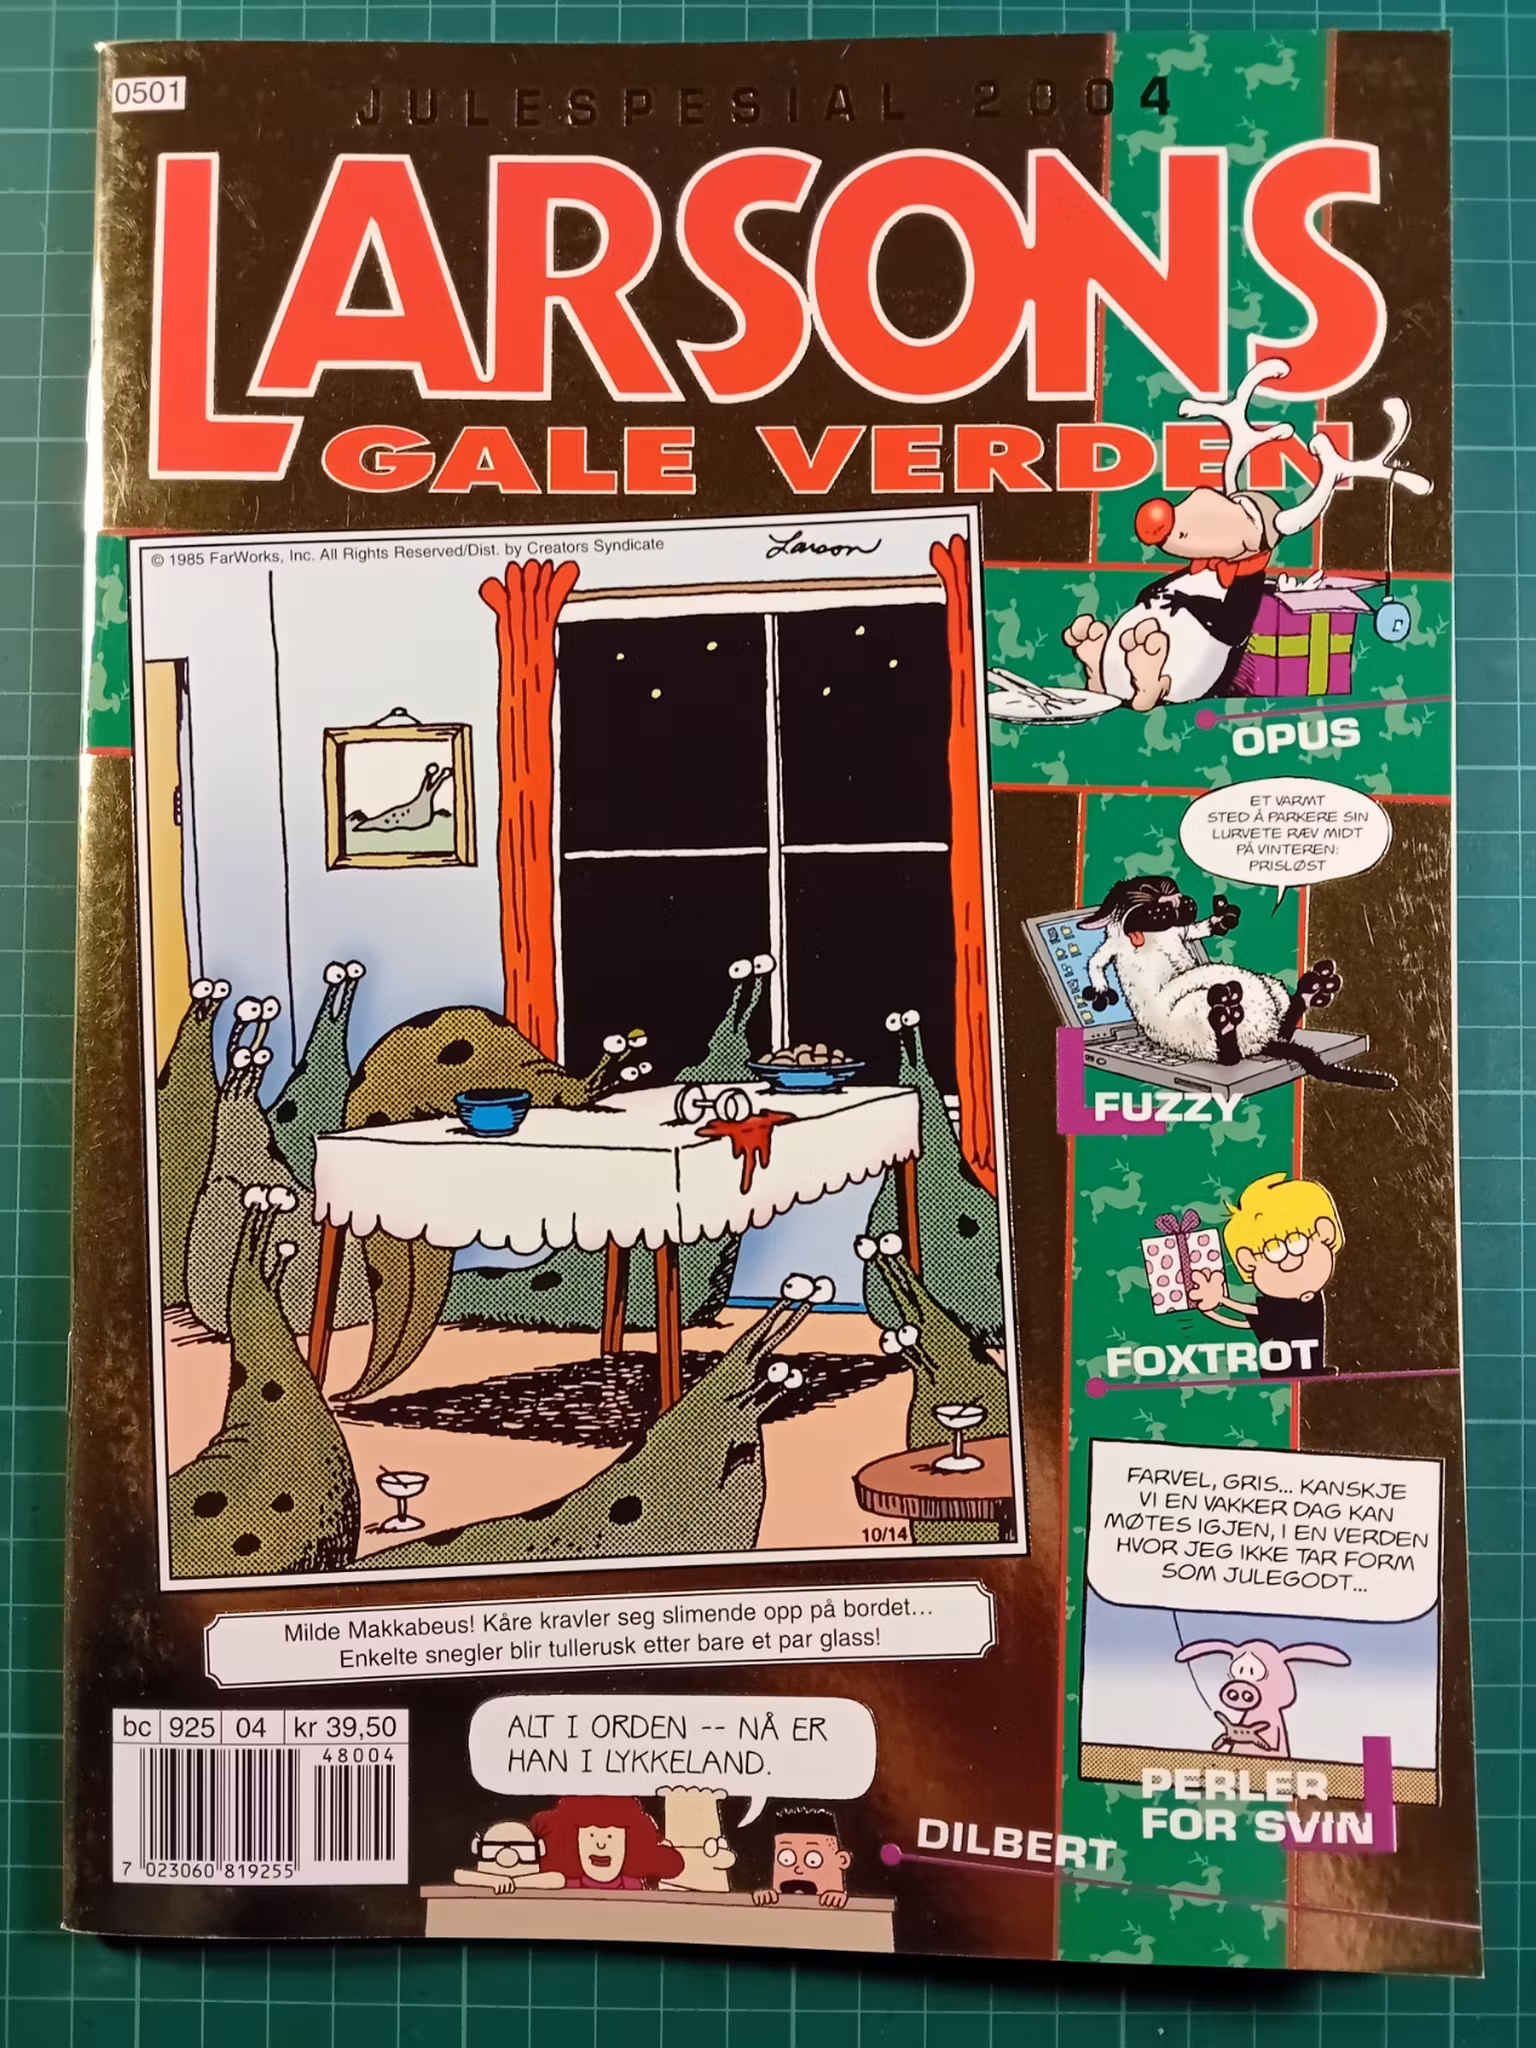 0501
JULESPESIAL 2004
LARSONS
GALE VERDEN
© 1985 FarWorks, Inc. All Rights Reserved/Dist. by Creators Syndicate
Larson
10/14
Milde Makkabeus! Kåre kravler seg slimende opp på bordet...
Enkelte snegler blir tullerusk etter bare et par glass!
OPUS
ET VARMT
STED Å PARKERE SIN
LURVETE RÆV MIDT
PÅ VINTEREN:
PRISLØST
FUZZY
FOXTROT
FARVEL, GRIS... KANSKJE
VI EN VAKKER DAG KAN
MØTES IGJEN, I EN VERDEN
HVOR JEG IKKE TAR FORM
SOM JULEGODT...
PERLER
FOR SVIN
ALT I ORDEN -- NÅ ER
HAN I LYKKELAND.
DILBERT
bc 925 04 kr 39,50
48004
7 023060 819255